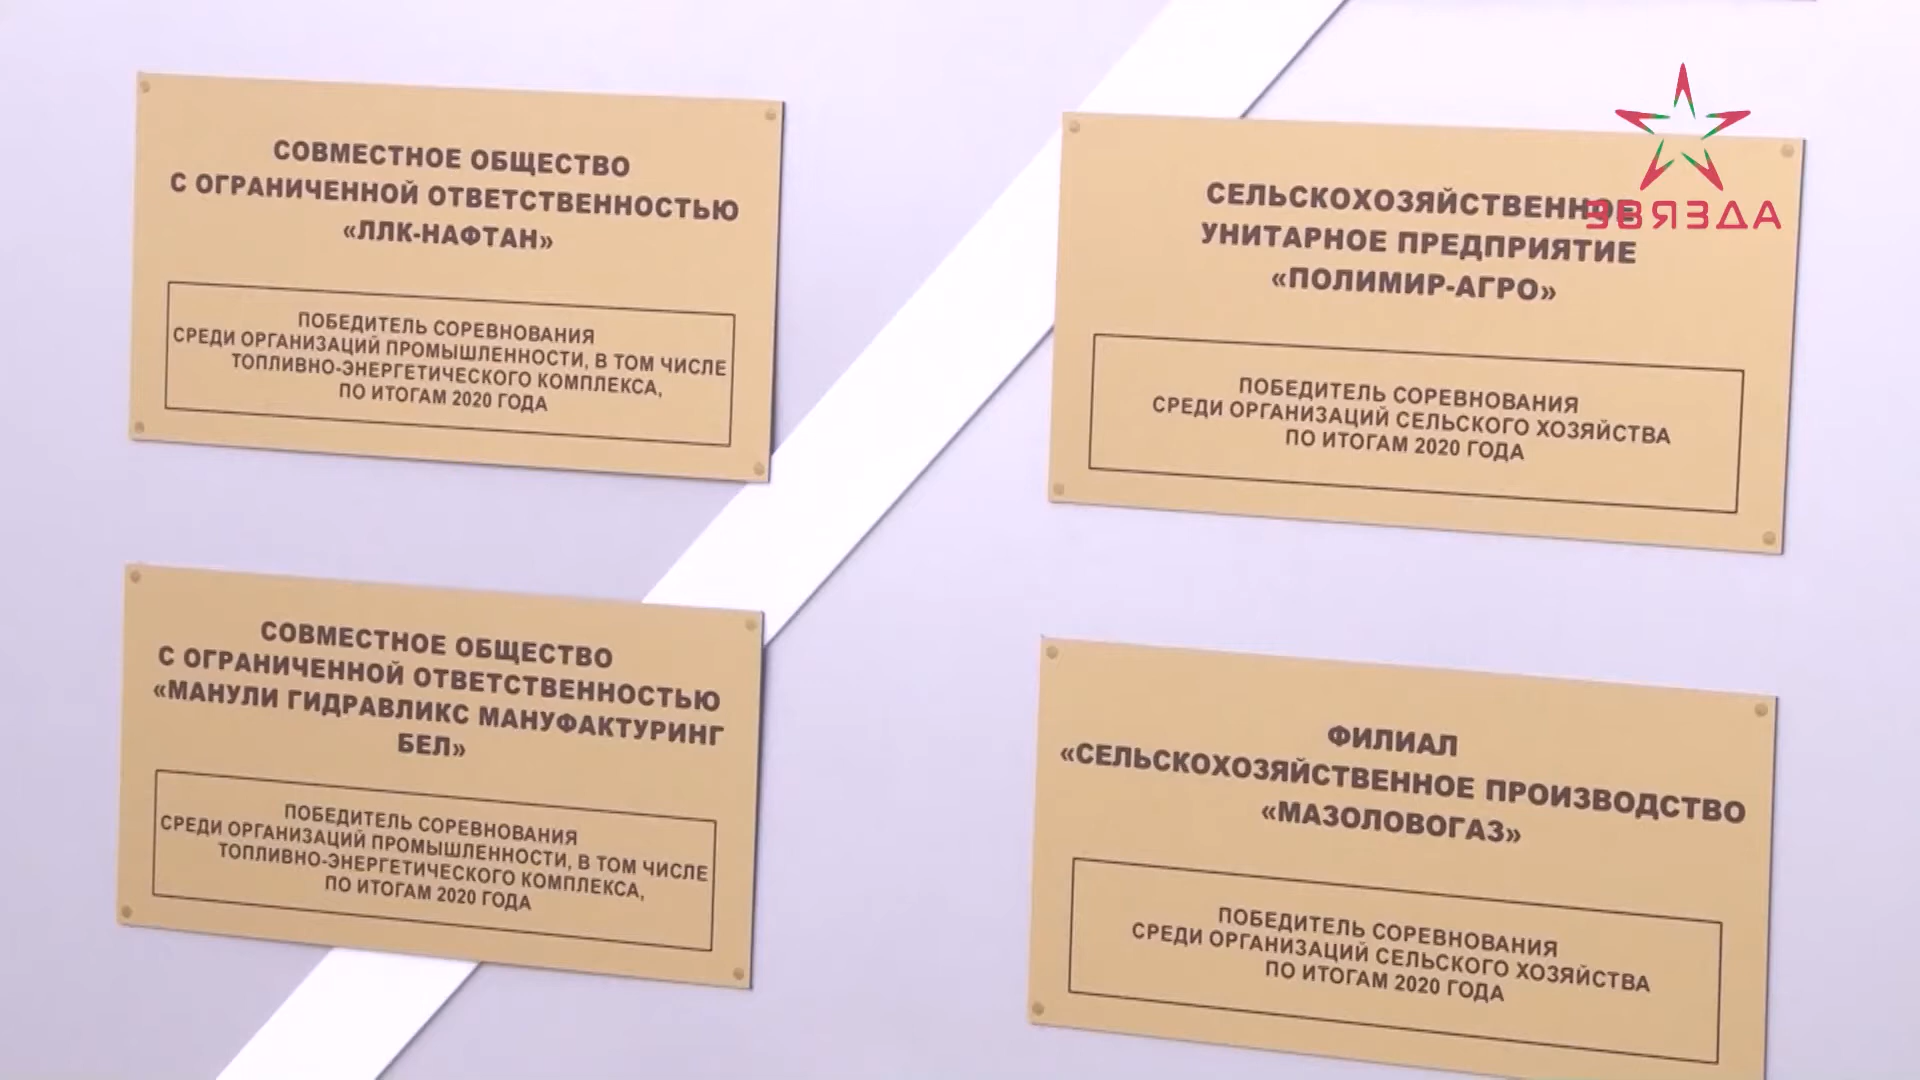 СОВМЕСТНОЕ ОБЩЕСТВО
С ОГРАНИЧЕННОЙ ОТВЕТСТВЕННОСТЬЮ
«ЛЛК-НАФТАН»
ПОБЕДИТЕЛЬ СОРЕВНОВАНИЯ
СРЕДИ ОРГАНИЗАЦИЙ ПРОМЫШЛЕННОСТИ, В ТОМ ЧИСЛЕ
ТОПЛИВНО-ЭНЕРГЕТИЧЕСКОГО КОМПЛЕКСА,
ПО ИТОГАМ 2020 ГОДА
СЕЛЬСКОХОЗЯЙСТВЕННОЕ
УНИТАРНОЕ ПРЕДПРИЯТИЕ
«ПОЛИМИР-АГРО»
ПОБЕДИТЕЛЬ СОРЕВНОВАНИЯ
СРЕДИ ОРГАНИЗАЦИЙ СЕЛЬСКОГО ХОЗЯЙСТВА
ПО ИТОГАМ 2020 ГОДА
ЗВЯЗДА
СОВМЕСТНОЕ ОБЩЕСТВО
С ОГРАНИЧЕННОЙ ОТВЕТСТВЕННОСТЬЮ
«МАНУЛИ ГИДРАВЛИКС МАНУФАКТУРИНГ
БЕЛ»
ПОБЕДИТЕЛЬ СОРЕВНОВАНИЯ
СРЕДИ ОРГАНИЗАЦИЙ ПРОМЫШЛЕННОСТИ, В ТОМ ЧИСЛЕ
ТОПЛИВНО-ЭНЕРГЕТИЧЕСКОГО КОМПЛЕКСА,
ПО ИТОГАМ 2020 ГОДА
ФИЛИАЛ
«СЕЛЬСКОХОЗЯЙСТВЕННОЕ ПРОИЗВОДСТВО
«МАЗОЛОВОГАЗ»
ПОБЕДИТЕЛЬ СОРЕВНОВАНИЯ
СРЕДИ ОРГАНИЗАЦИЙ СЕЛЬСКОГО ХОЗЯЙСТВА
ПО ИТОГАМ 2020 ГОДА